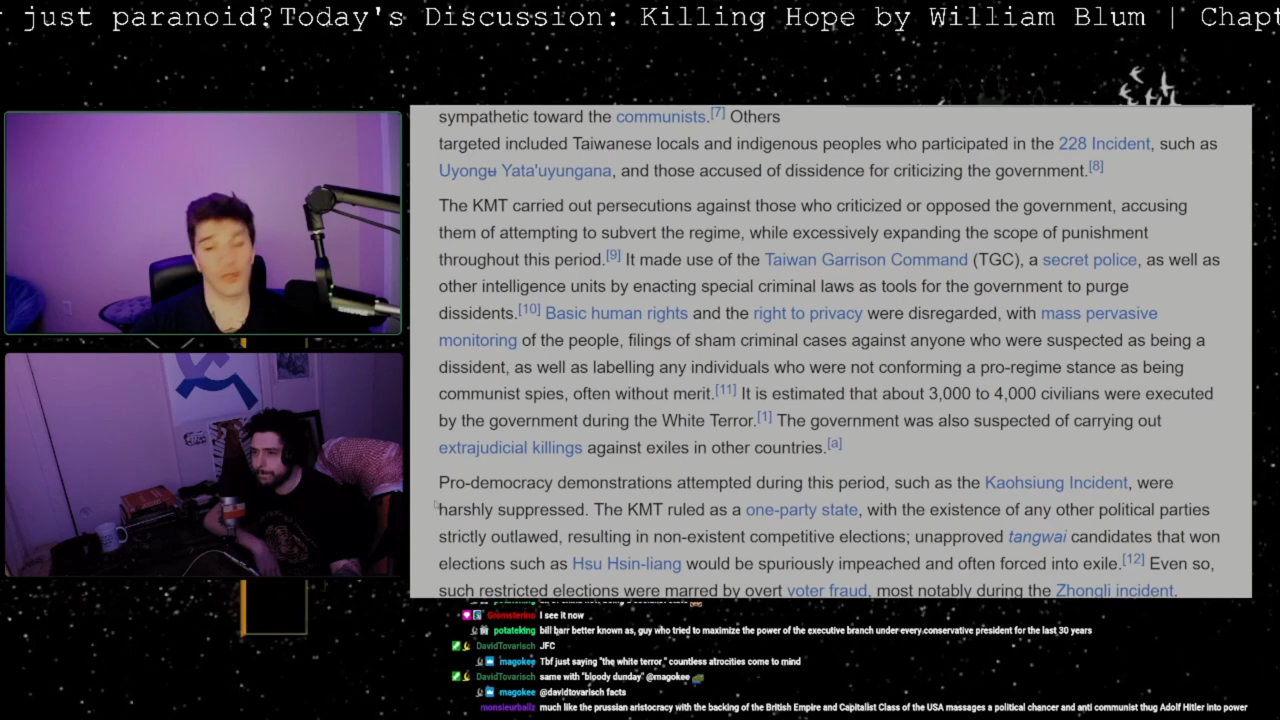 just paranoid?Today's Discussion: Killing Hope by William Blum | Chapt
sympathetic toward the communists.[7] Others
targeted included Taiwanese locals and indigenous peoples who participated in the 228 Incident, such as
Uyongʉ Yata'uyungana, and those accused of dissidence for criticizing the government.[8]
The KMT carried out persecutions against those who criticized or opposed the government, accusing
them of attempting to subvert the regime, while excessively expanding the scope of punishment
throughout this period.[9] It made use of the Taiwan Garrison Command (TGC), a secret police, as well as
other intelligence units by enacting special criminal laws as tools for the government to purge
dissidents.[10] Basic human rights and the right to privacy were disregarded, with mass pervasive
monitoring of the people, filings of sham criminal cases against anyone who were suspected as being a
dissident, as well as labelling any individuals who were not conforming a pro-regime stance as being
communist spies, often without merit.[11] It is estimated that about 3,000 to 4,000 civilians were executed
by the government during the White Terror.[1] The government was also suspected of carrying out
extrajudicial killings against exiles in other countries.[a]
Pro-democracy demonstrations attempted during this period, such as the Kaohsiung Incident, were
harshly suppressed. The KMT ruled as a one-party state, with the existence of any other political parties
strictly outlawed, resulting in non-existent competitive elections; unapproved tangwai candidates that won
elections such as Hsu Hsin-liang would be spuriously impeached and often forced into exile.[12] Even so,
such restricted elections were marred by overt voter fraud, most notably during the Zhongli incident.
I see it now
potateking bill barr better known as, guy who tried to maximize the power of the executive branch under every conservative president for the last 30 years
DavidTovarisch JFC
magokee Tbf just saying "the white terror," countless atrocities come to mind
DavidTovarisch same with "bloody dunday" @magokee
magokee @davidtovarisch facts
monsieurballz much like the prussian aristocracy with the backing of the British Empire and Capitalist Class of the USA massages a political chancer and anti communist thug Adolf Hitler into power